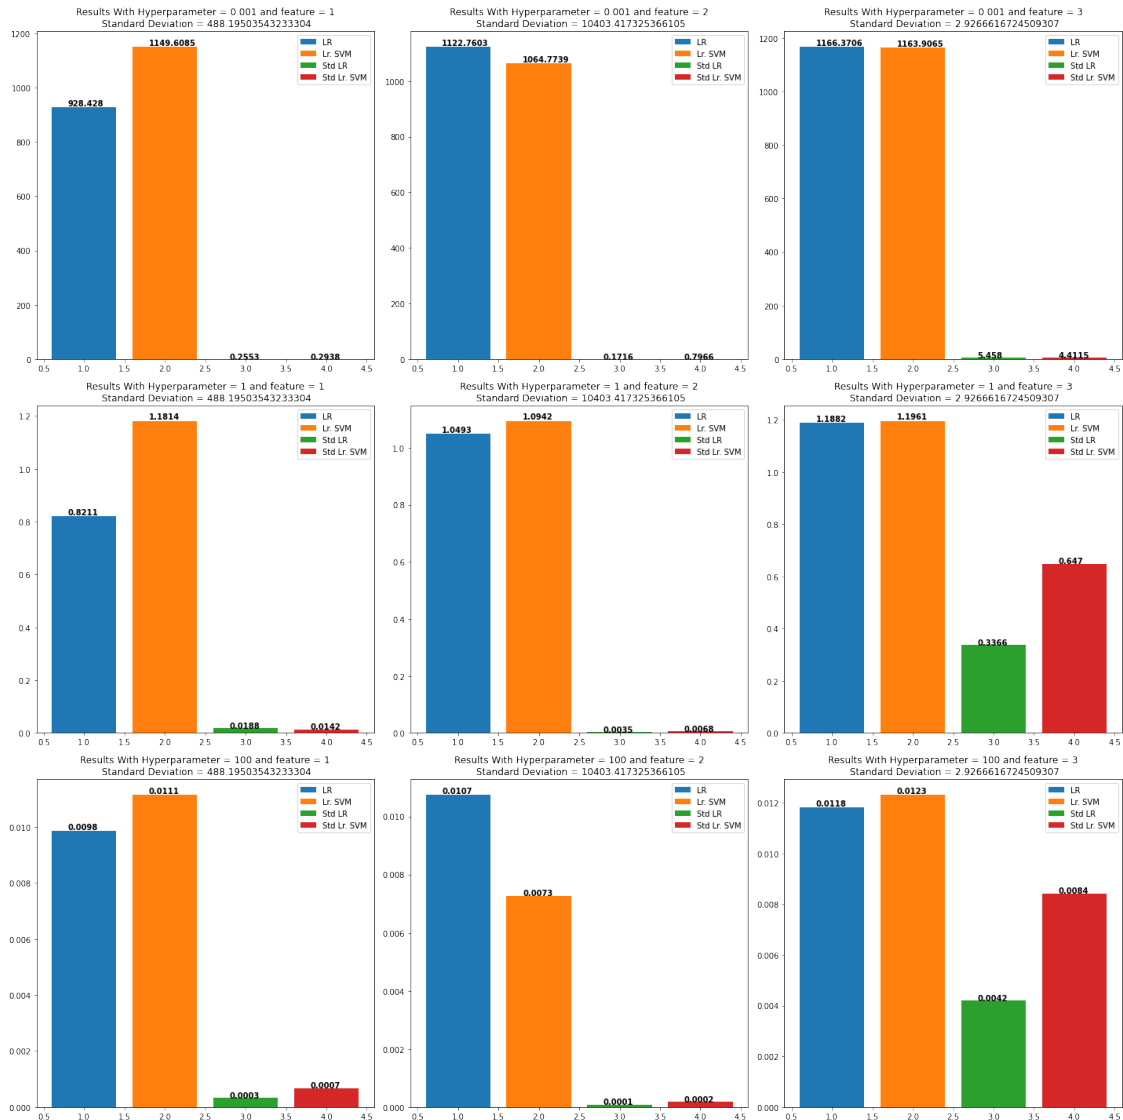 Results With Hyperparameter = 0.001 and feature = 1
Standard Deviation = 488.19503543233304
1200
1000
800
600
400
200
0
928.428
1149.6085
0.2553
0.2938
LR
Lr. SVM
Std LR
Std Lr. SVM
0.5 1.0 1.5 2.0 2.5 3.0 3.5 4.0 4.5
Results With Hyperparameter = 0.001 and feature = 2
Standard Deviation = 10403.417325366105
1000
800
600
400
200
0
1122.7603
1064.7739
0.1716
0.7966
LR
Lr. SVM
Std LR
Std Lr. SVM
0.5 1.0 1.5 2.0 2.5 3.0 3.5 4.0 4.5
Results With Hyperparameter = 0.001 and feature = 3
Standard Deviation = 2.9266616724509307
1200
1000
800
600
400
200
0
1166.3706
1163.9065
5.458
4.4115
LR
Lr. SVM
Std LR
Std Lr. SVM
0.5 1.0 1.5 2.0 2.5 3.0 3.5 4.0 4.5
Results With Hyperparameter = 1 and feature = 1
Standard Deviation = 488.19503543233304
1.2
1.0
0.8
0.6
0.4
0.2
0.0
0.8211
1.1814
0.0188
0.0142
LR
Lr. SVM
Std LR
Std Lr. SVM
0.5 1.0 1.5 2.0 2.5 3.0 3.5 4.0 4.5
Results With Hyperparameter = 1 and feature = 2
Standard Deviation = 10403.417325366105
1.0
0.8
0.6
0.4
0.2
0.0
1.0493
1.0942
0.0035
0.0068
LR
Lr. SVM
Std LR
Std Lr. SVM
0.5 1.0 1.5 2.0 2.5 3.0 3.5 4.0 4.5
Results With Hyperparameter = 1 and feature = 3
Standard Deviation = 2.9266616724509307
1.2
1.0
0.8
0.6
0.4
0.2
0.0
1.1882
1.1961
0.3366
0.647
LR
Lr. SVM
Std LR
Std Lr. SVM
0.5 1.0 1.5 2.0 2.5 3.0 3.5 4.0 4.5
Results With Hyperparameter = 100 and feature = 1
Standard Deviation = 488.19503543233304
0.010
0.008
0.006
0.004
0.002
0.000
0.0098
0.0111
0.0003
0.0007
LR
Lr. SVM
Std LR
Std Lr. SVM
0.5 1.0 1.5 2.0 2.5 3.0 3.5 4.0 4.5
Results With Hyperparameter = 100 and feature = 2
Standard Deviation = 10403.417325366105
0.010
0.008
0.006
0.004
0.002
0.000
0.0107
0.0073
0.0001
0.0002
LR
Lr. SVM
Std LR
Std Lr. SVM
0.5 1.0 1.5 2.0 2.5 3.0 3.5 4.0 4.5
Results With Hyperparameter = 100 and feature = 3
Standard Deviation = 2.9266616724509307
0.012
0.010
0.008
0.006
0.004
0.002
0.000
0.0118
0.0123
0.0042
0.0084
LR
Lr. SVM
Std LR
Std Lr. SVM
0.5 1.0 1.5 2.0 2.5 3.0 3.5 4.0 4.5